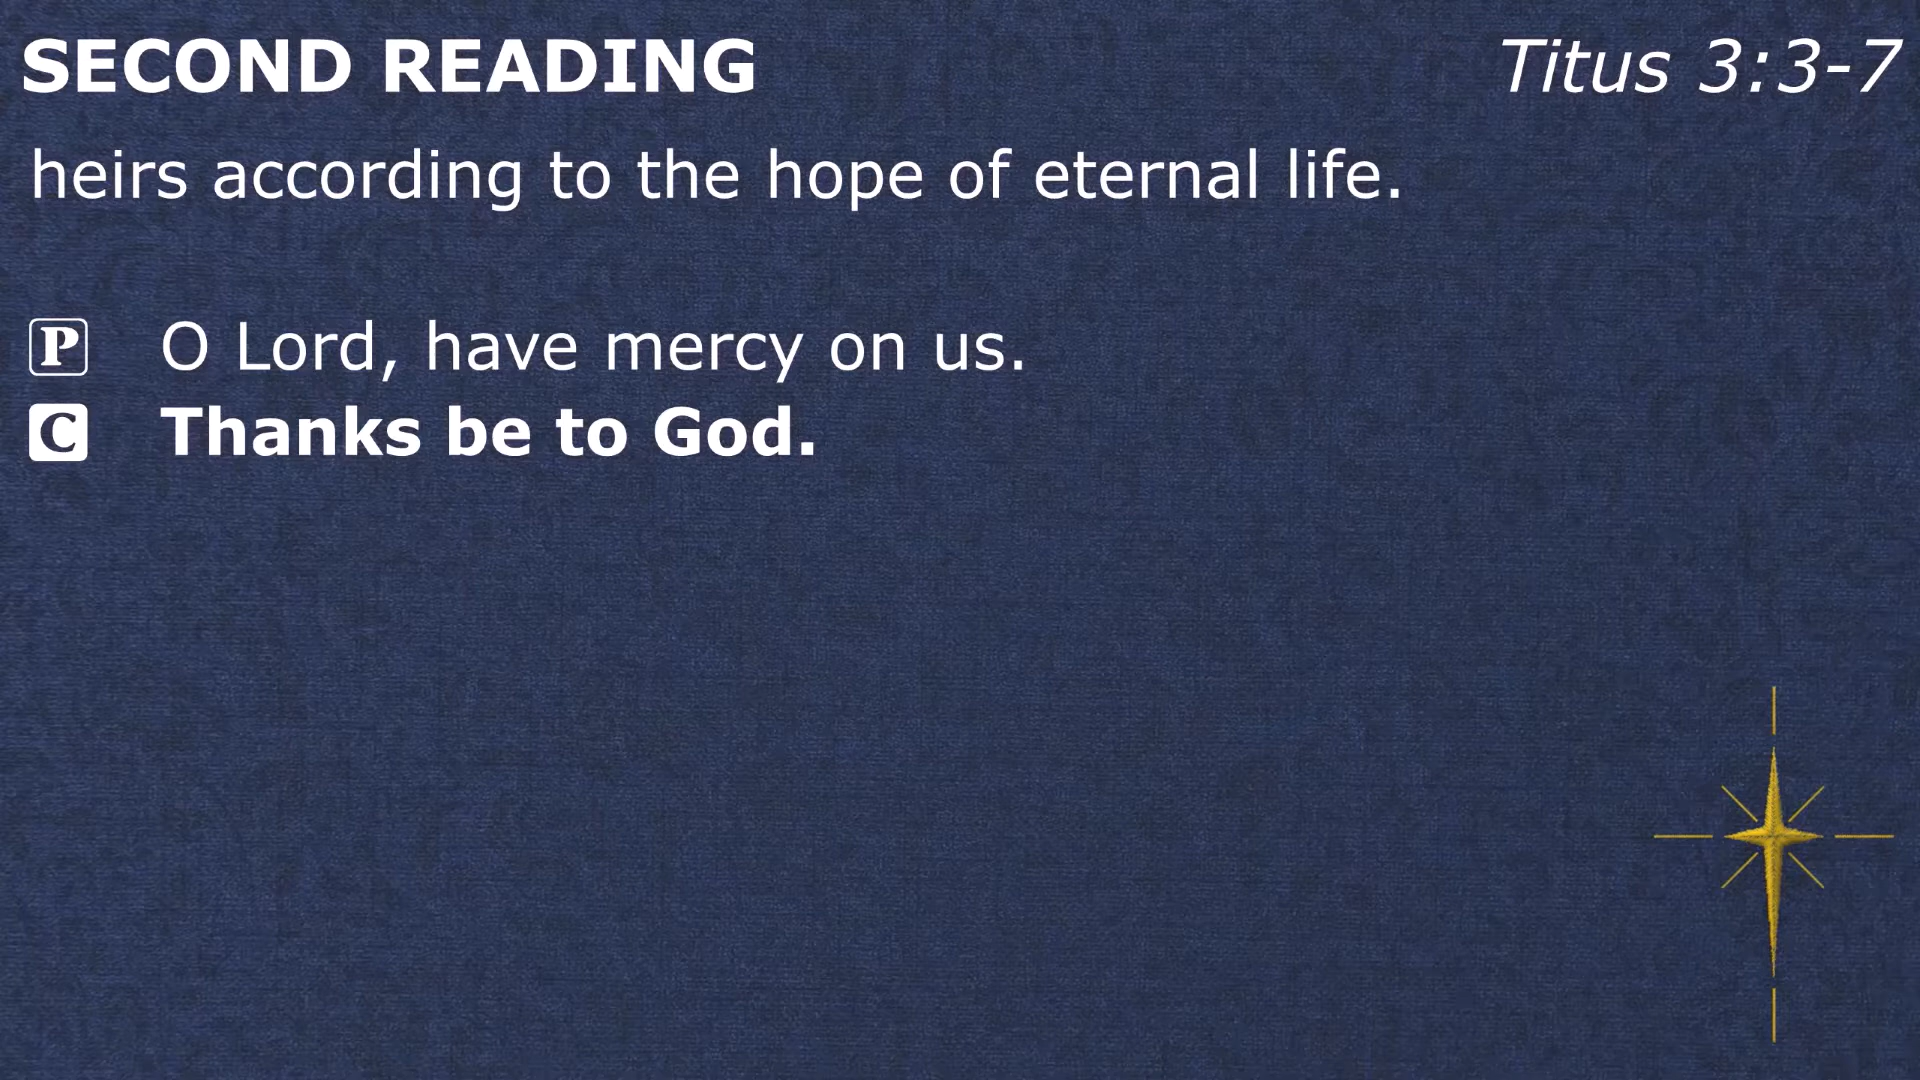 SECOND READING Titus 3:3-7
heirs according to the hope of eternal life.
P O Lord, have mercy on us.
C Thanks be to God.